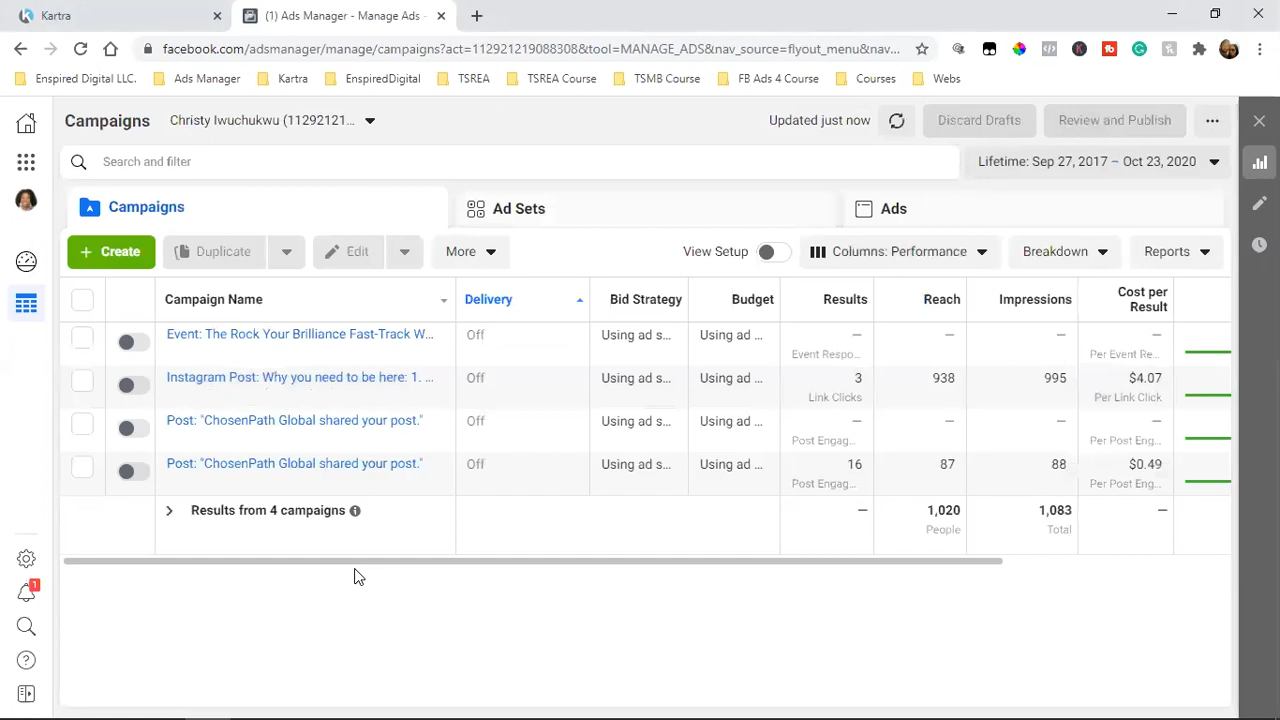 Kartra
(1) Ads Manager - Manage Ads -
facebook.com/adsmanager/manage/campaigns?act=112921219088308&tool=MANAGE_ADS&nav_source=flyout_menu&nav...
Enspired Digital LLC. Ads Manager Kartra EnspiredDigital TSREA TSREA Course TSMB Course FB Ads 4 Course Courses Webs
Campaigns Christy Iwuchukwu (11292121... Updated just now Discard Drafts Review and Publish
Search and filter Lifetime: Sep 27, 2017 – Oct 23, 2020
Campaigns Ad Sets Ads
+ Create Duplicate Edit More View Setup Columns: Performance Breakdown Reports
Campaign Name Delivery Bid Strategy Budget Results Reach Impressions Cost per
Result
Event: The Rock Your Brilliance Fast-Track W... Off Using ad s... Using ad ... — — — —
Event Respo... Per Event Re...
Instagram Post: Why you need to be here: 1. ... Off Using ad s... Using ad ... 3 938 995 $4.07
Link Clicks Per Link Click
Post: "ChosenPath Global shared your post." Off Using ad s... Using ad ... — — — —
Post Engag... Per Post Eng...
Post: "ChosenPath Global shared your post." Off Using ad s... Using ad ... 16 87 88 $0.49
Post Engag... Per Post Eng...
Results from 4 campaigns — 1,020 1,083 —
People Total
1